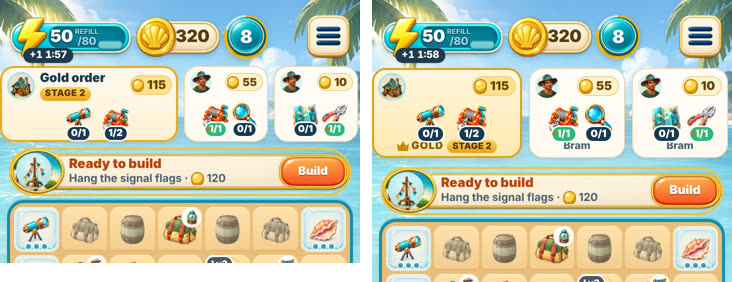 50 REFILL /80
320
8
+1 1:57
Gold order
STAGE 2
115
0/1
1/2
55
1/1
0/1
10
0/1
1/1
Ready to build
Hang the signal flags · 120
Build
50 REFILL /80
320
8
+1 1:58
115
0/1
1/2
GOLD STAGE 2
55
1/1
0/1
Bram
10
0/1
1/1
Bram
Ready to build
Hang the signal flags · 120
Build